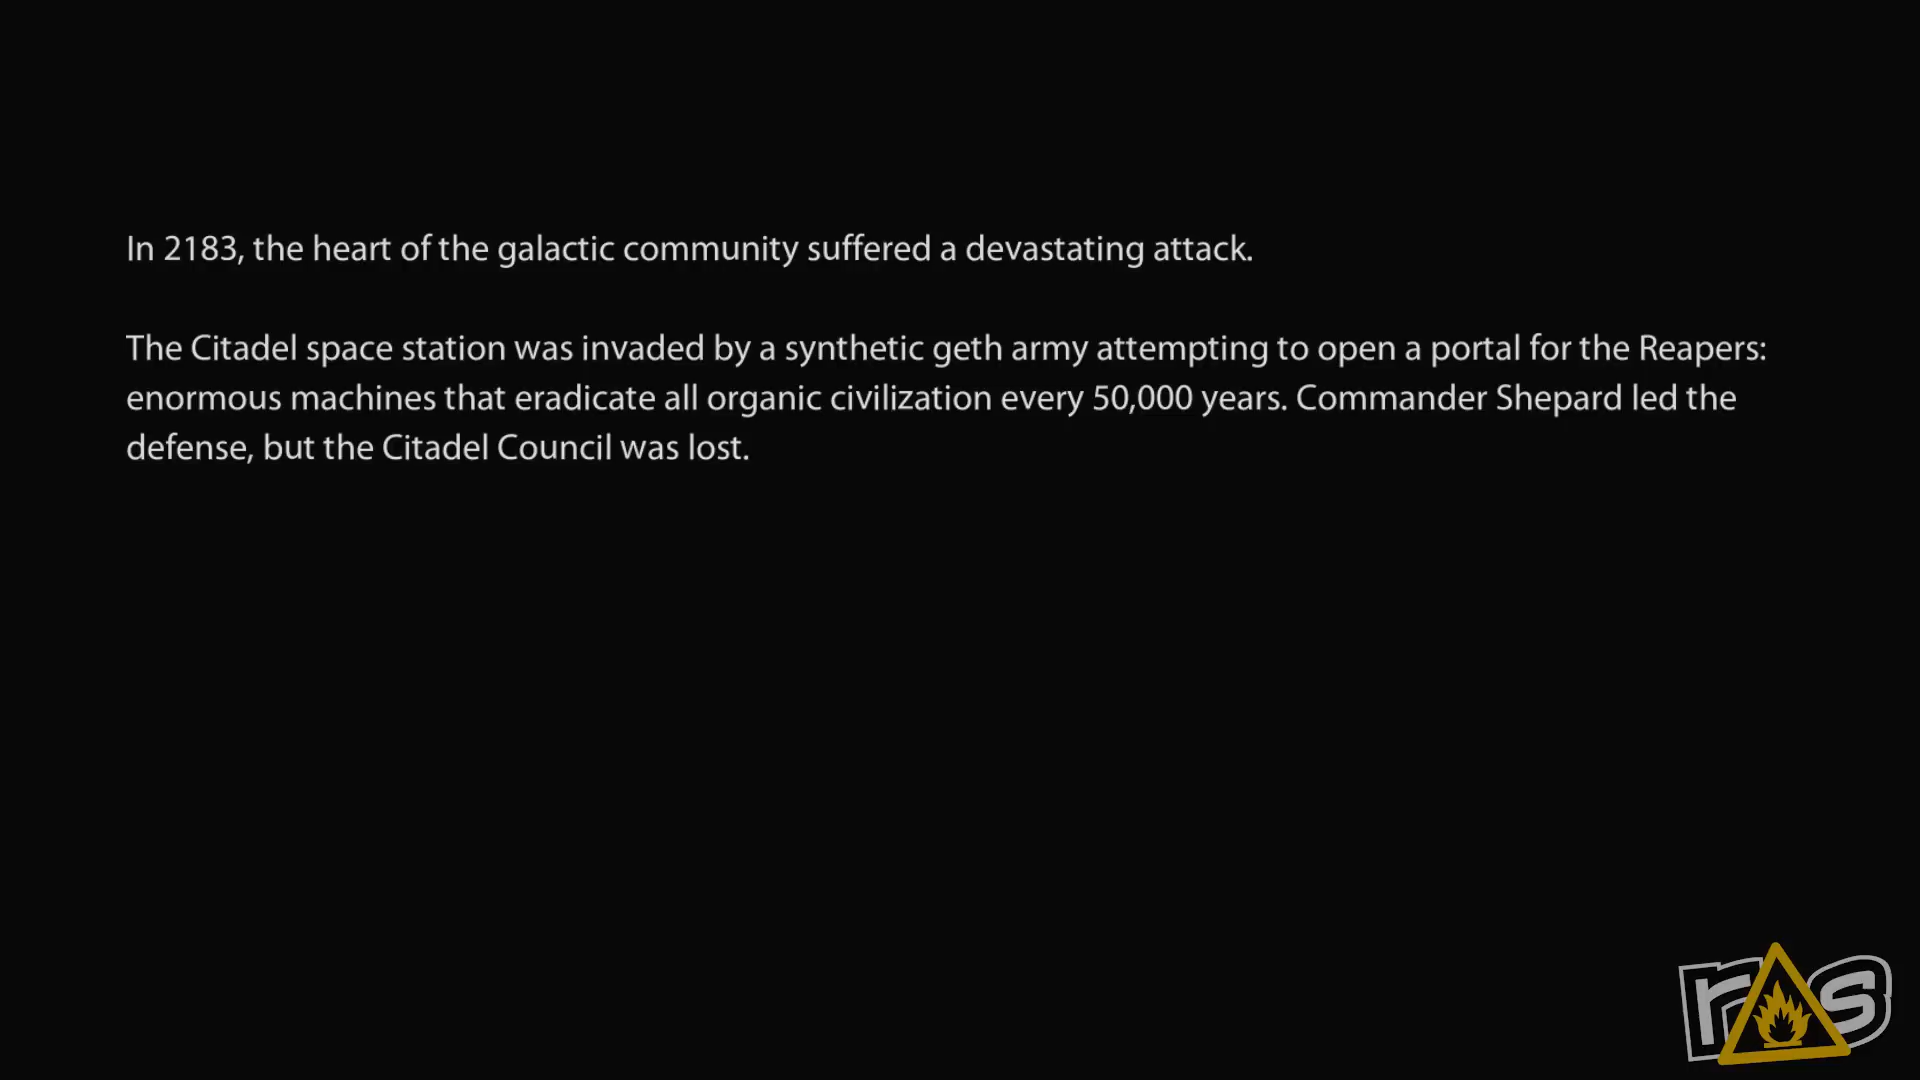 In 2183, the heart of the galactic community suffered a devastating attack.
The Citadel space station was invaded by a synthetic geth army attempting to open a portal for the Reapers:
enormous machines that eradicate all organic civilization every 50,000 years. Commander Shepard led the
defense, but the Citadel Council was lost.
r s